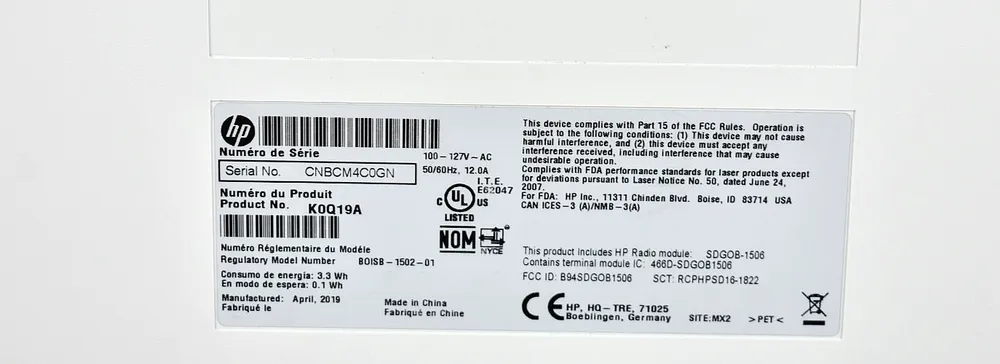 hp
Numéro de Série
Serial No. CNBCM4C0GN
Numéro du Produit
Product No. K0Q19A
Numéro Réglementaire du Modèle
Regulatory Model Number BOISB-1502-01
Consumo de energía: 3.3 Wh
En modo de espera: 0.1 Wh
Manufactured: April, 2019
Fabriqué le
Made in China
Fabriqué en Chine
100-127V~AC
50/60Hz, 12.0A
I.T.E.
E62047
C UL US
LISTED
NOM
NYCE
This device complies with Part 15 of the FCC Rules. Operation is
subject to the following conditions: (1) This device may not cause
harmful interference, and (2) this device must accept any
interference received, including interference that may cause
undesirable operation.
Complies with FDA performance standards for laser products except
for deviations pursuant to Laser Notice No. 50, dated June 24,
2007.
For FDA: HP Inc., 11311 Chinden Blvd. Boise, ID 83714 USA
CAN ICES-3 (A)/NMB-3(A)
This product includes HP Radio module: SDGOB-1506
Contains terminal module IC: 466D-SDGOB1506
FCC ID: B94SDGOB1506 SCT: RCPHPSD16-1822
CE HP, HQ-TRE, 71025
Boeblingen, Germany SITE:MX2 >PET<